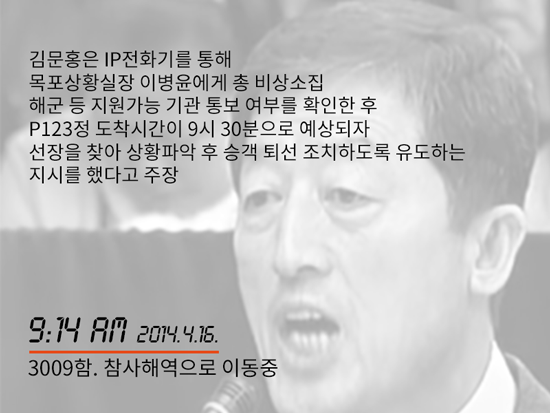 김문홍은 IP전화기를 통해
목포상황실장 이병윤에게 총 비상소집
해군 등 지원가능 기관 통보 여부를 확인한 후
P123정 도착시간이 9시 30분으로 예상되자
선장을 찾아 상황파악 후 승객 퇴선 조치하도록 유도하는
지시를 했다고 주장
9:14 AM 2014.4.16.
3009함. 참사해역으로 이동중